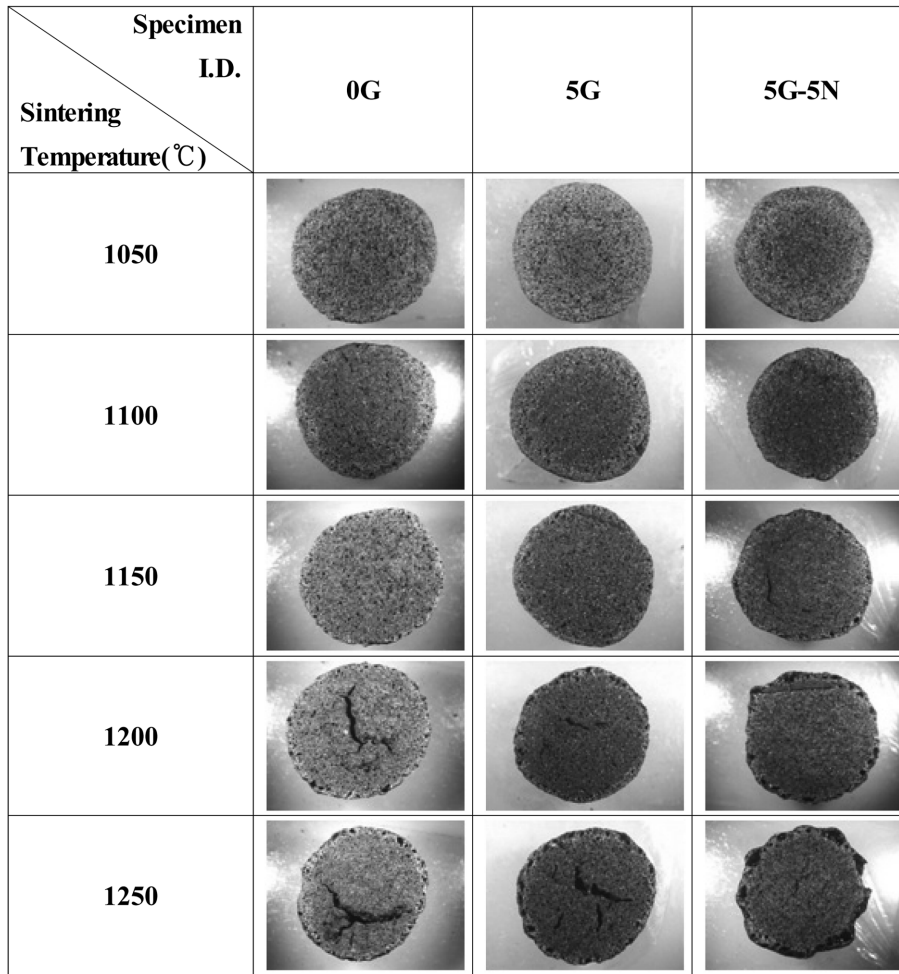 Specimen
I.D.
Sintering
Temperature(℃)
0G
5G
5G-5N
1050
1100
1150
1200
1250